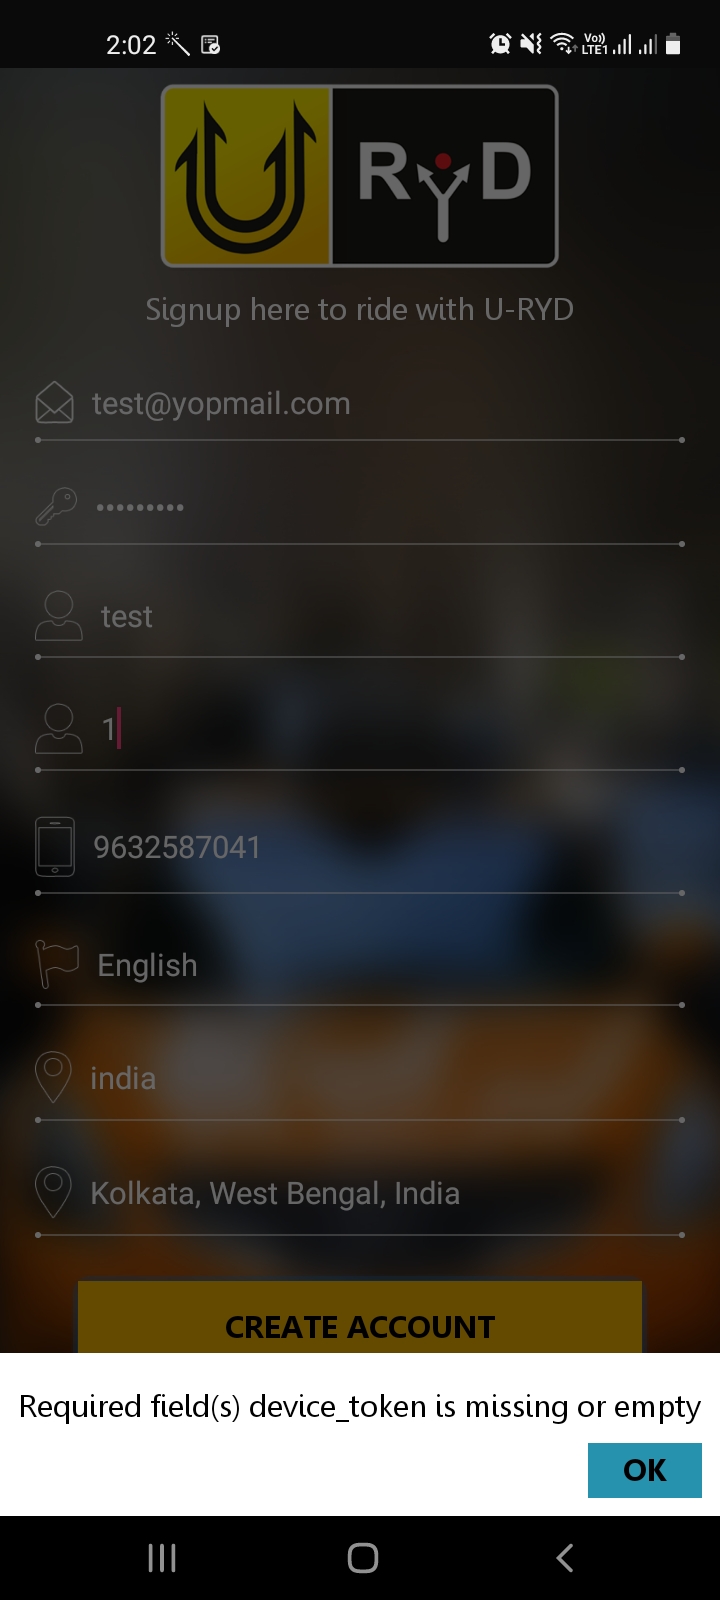 2:02
Vo))
LTE1
U RYD
Signup here to ride with U-RYD
test@yopmail.com
•••••••••
test
1
9632587041
English
india
Kolkata, West Bengal, India
CREATE ACCOUNT
Required field(s) device_token is missing or empty
OK